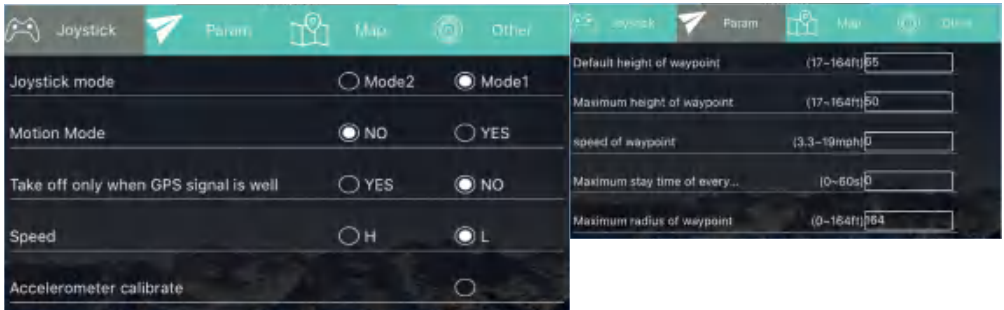 Joystick Param Map Other
Joystick mode Mode2 Mode1
Motion Mode NO YES
Take off only when GPS signal is well YES NO
Speed H L
Accelerometer calibrate
Joystick Param Map Other
Default height of waypoint (17~164ft) 65
Maximum height of waypoint (17~164ft) 50
speed of waypoint (3.3~19mph) 0
Maximum stay time of every... (0~60s) 0
Maximum radius of waypoint (0~164ft) 164